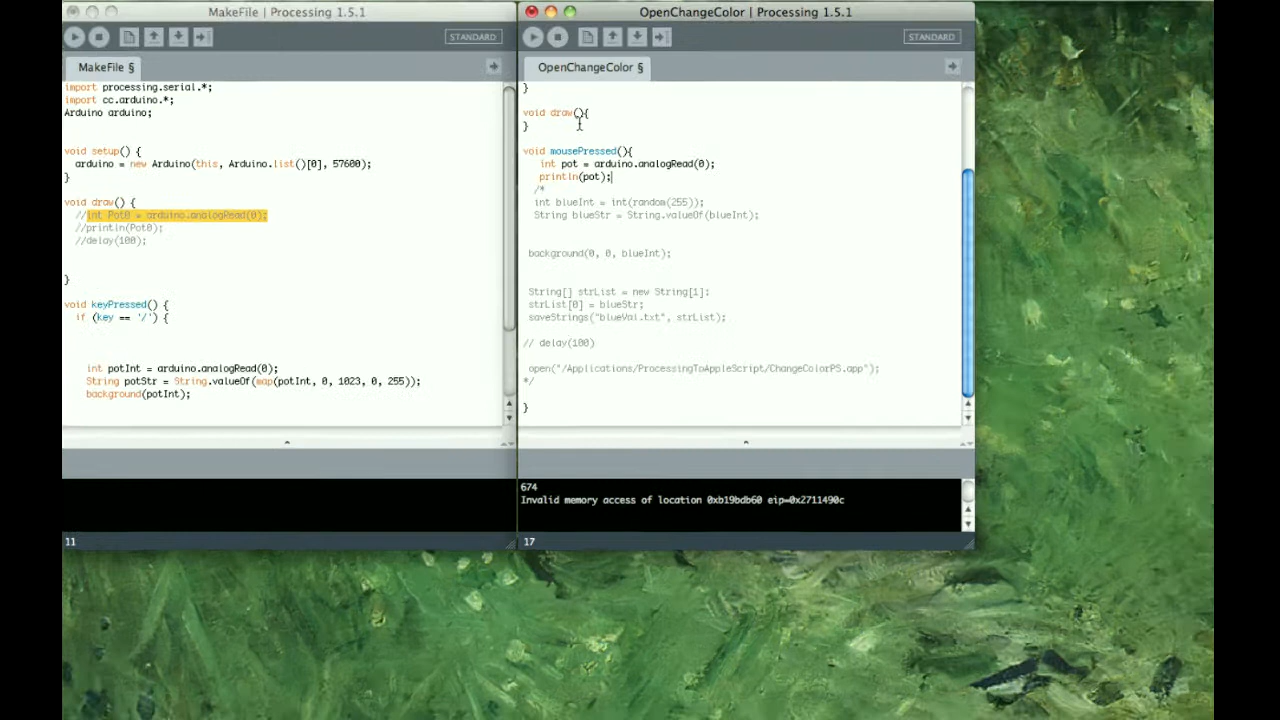 MakeFile | Processing 1.5.1
STANDARD
MakeFile §
import processing.serial.*;
import cc.arduino.*;
Arduino arduino;
void setup() {
arduino = new Arduino(this, Arduino.list()[0], 57600);
}
void draw() {
//int Pot0 = arduino.analogRead(0);
//println(Pot0);
//delay(100);
}
void keyPressed() {
if (key == '/') {
int potInt = arduino.analogRead(0);
String potStr = String.valueOf(map(potInt, 0, 1023, 0, 255));
background(potInt);
11
OpenChangeColor | Processing 1.5.1
STANDARD
OpenChangeColor §
}
void draw(){
}
void mousePressed(){
int pot = arduino.analogRead(0);
println(pot);
/*
int blueInt = int(random(255));
String blueStr = String.valueOf(blueInt);
background(0, 0, blueInt);
String[] strList = new String[1];
strList[0] = blueStr;
saveStrings("blueVal.txt", strList);
// delay(100)
open("/Applications/ProcessingToAppleScript/ChangeColorPS.app");
*/
}
674
Invalid memory access of location 0xb19bdb60 eip=0x2711490c
17